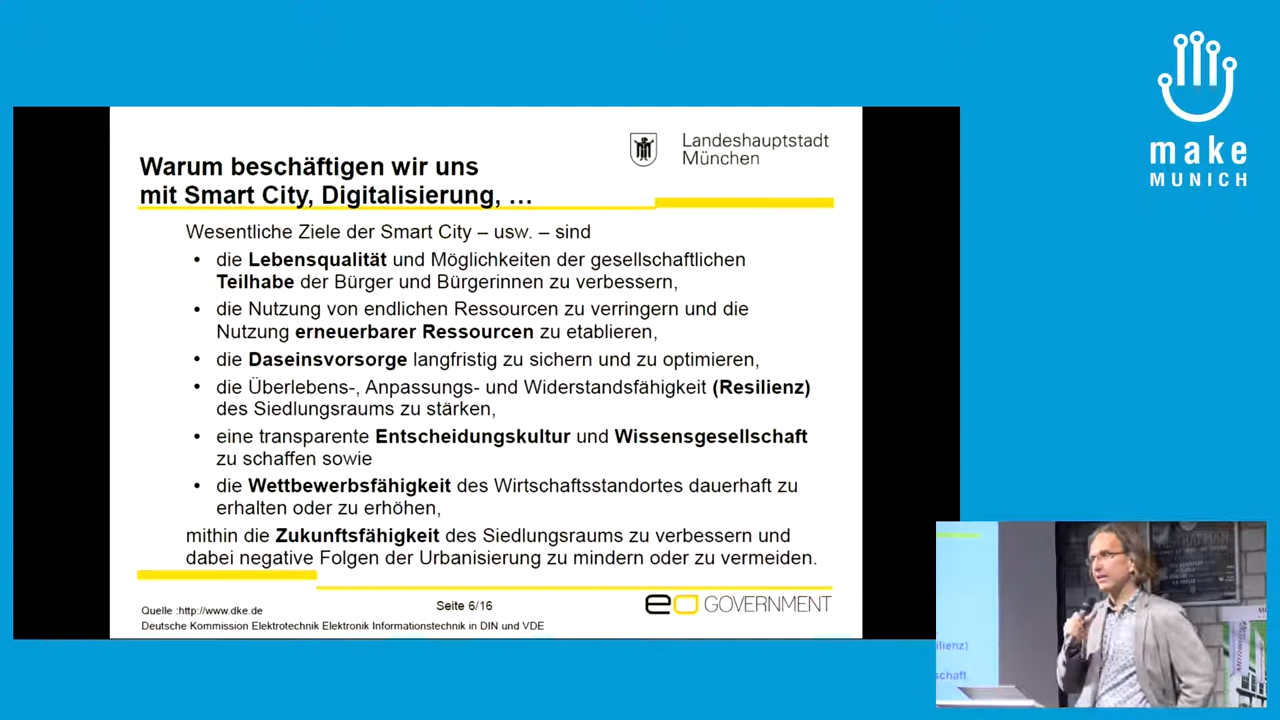 make
MUNICH
Landeshauptstadt
München
Warum beschäftigen wir uns
mit Smart City, Digitalisierung, …
Wesentliche Ziele der Smart City – usw. – sind
• die Lebensqualität und Möglichkeiten der gesellschaftlichen
Teilhabe der Bürger und Bürgerinnen zu verbessern,
• die Nutzung von endlichen Ressourcen zu verringern und die
Nutzung erneuerbarer Ressourcen zu etablieren,
• die Daseinsvorsorge langfristig zu sichern und zu optimieren,
• die Überlebens-, Anpassungs- und Widerstandsfähigkeit (Resilienz)
des Siedlungsraums zu stärken,
• eine transparente Entscheidungskultur und Wissensgesellschaft
zu schaffen sowie
• die Wettbewerbsfähigkeit des Wirtschaftsstandortes dauerhaft zu
erhalten oder zu erhöhen,
mithin die Zukunftsfähigkeit des Siedlungsraums zu verbessern und
dabei negative Folgen der Urbanisierung zu mindern oder zu vermeiden.
Quelle :http://www.dke.de
Deutsche Kommission Elektrotechnik Elektronik Informationstechnik in DIN und VDE
Seite 6/16
eo GOVERNMENT
ilienz)
schaft.